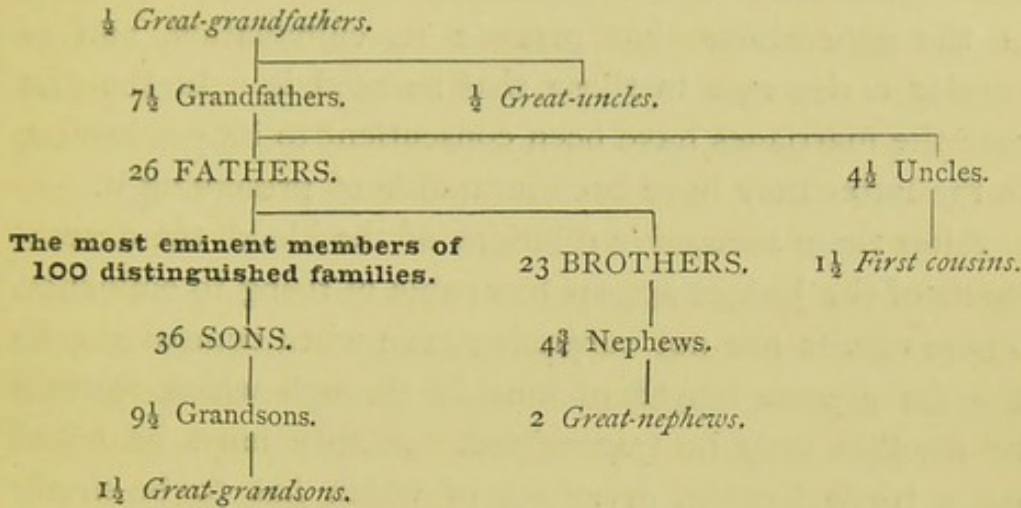 ½ Great-grandfathers.
7½ Grandfathers. ½ Great-uncles.
26 FATHERS. 4½ Uncles.
The most eminent members of
100 distinguished families. 23 BROTHERS. 1½ First cousins.
36 SONS. 4¾ Nephews.
9½ Grandsons. 2 Great-nephews.
1½ Great-grandsons.